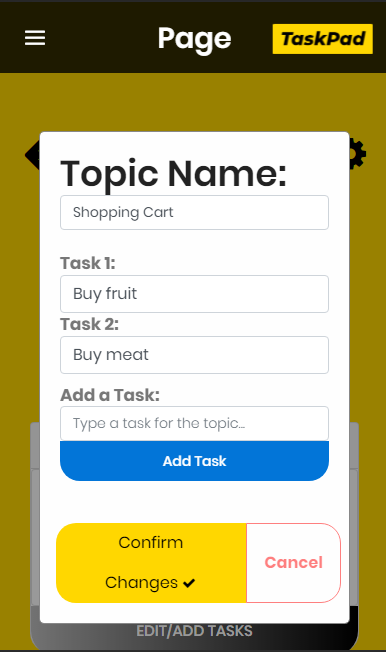 Page
TaskPad
Topic Name:
Shopping Cart
Task 1:
Buy fruit
Task 2:
Buy meat
Add a Task:
Type a task for the topic...
Add Task
Confirm
Changes ✔
Cancel
EDIT/ADD TASKS